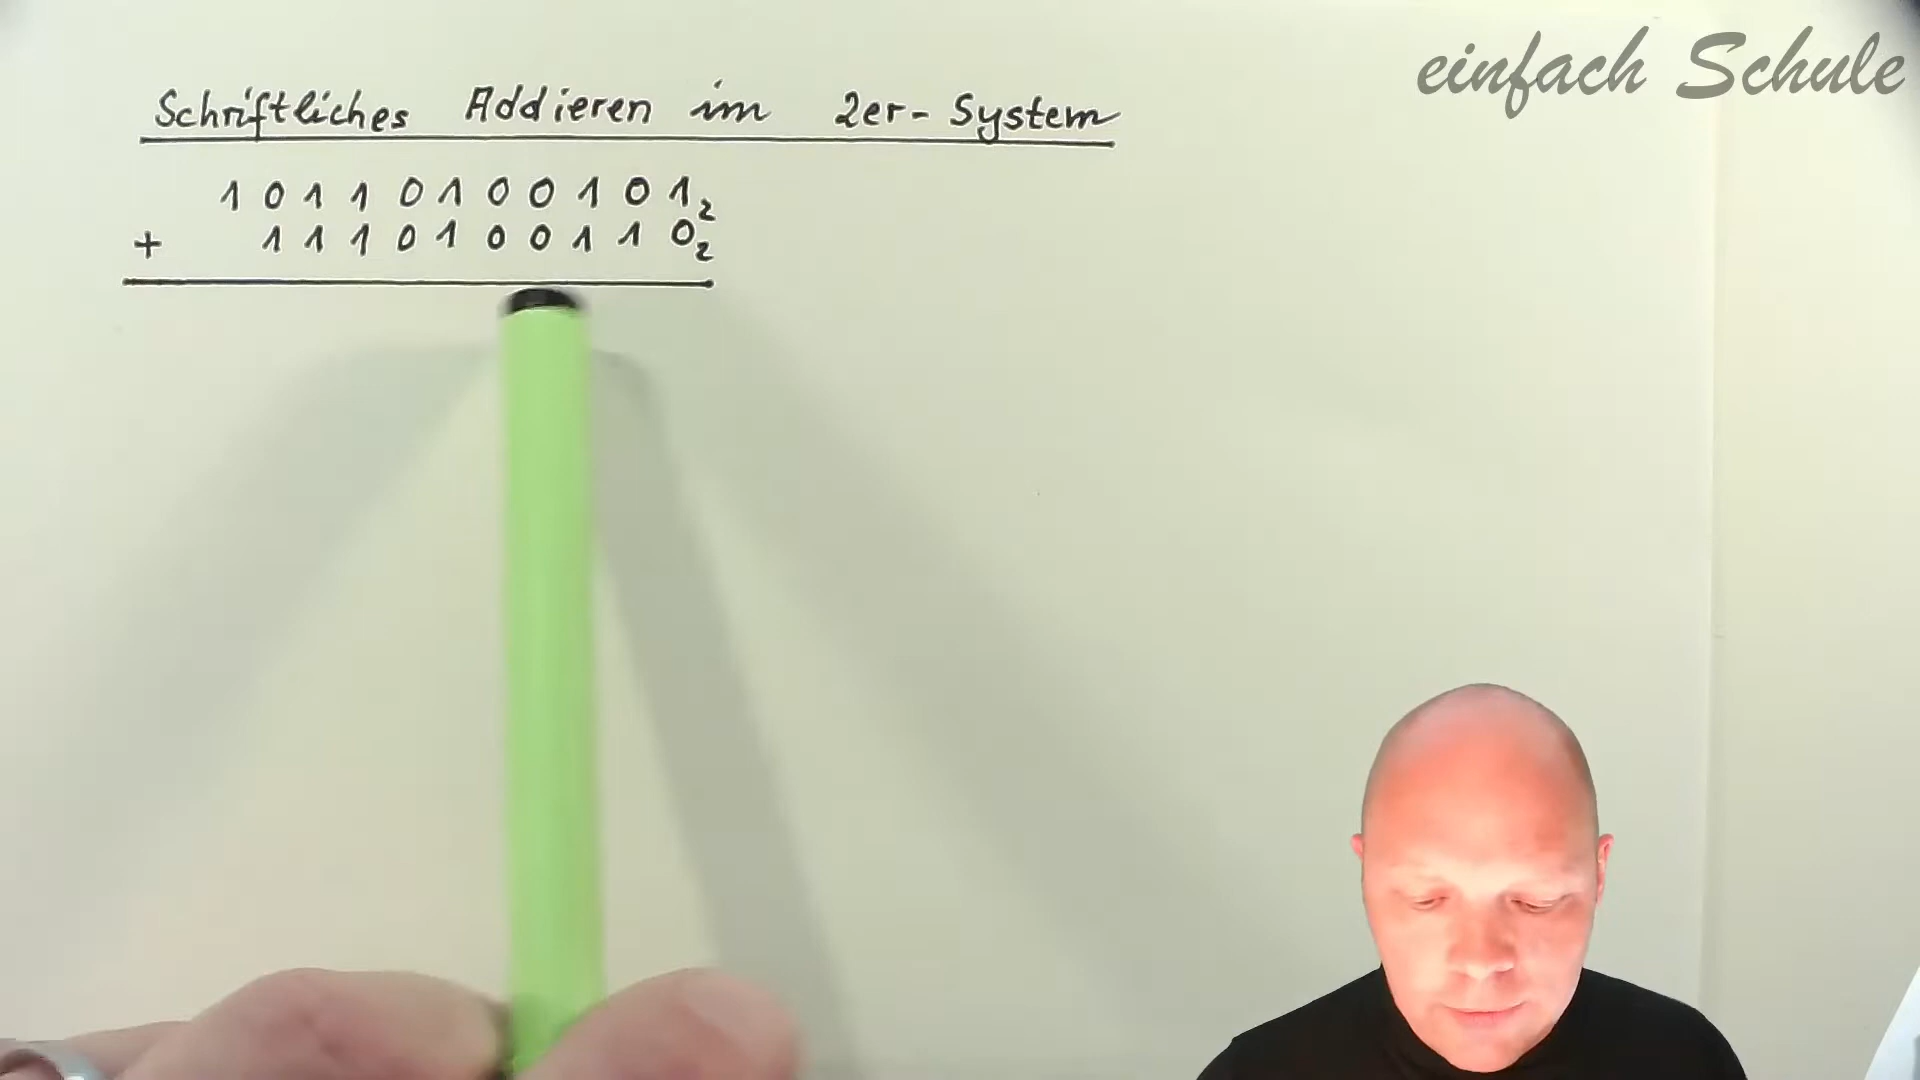 einfach Schule
Schriftliches Addieren im 2er-System
1 0 1 1 0 1 0 0 1 0 1₂
+ 1 1 1 0 1 0 0 1 1 0₂